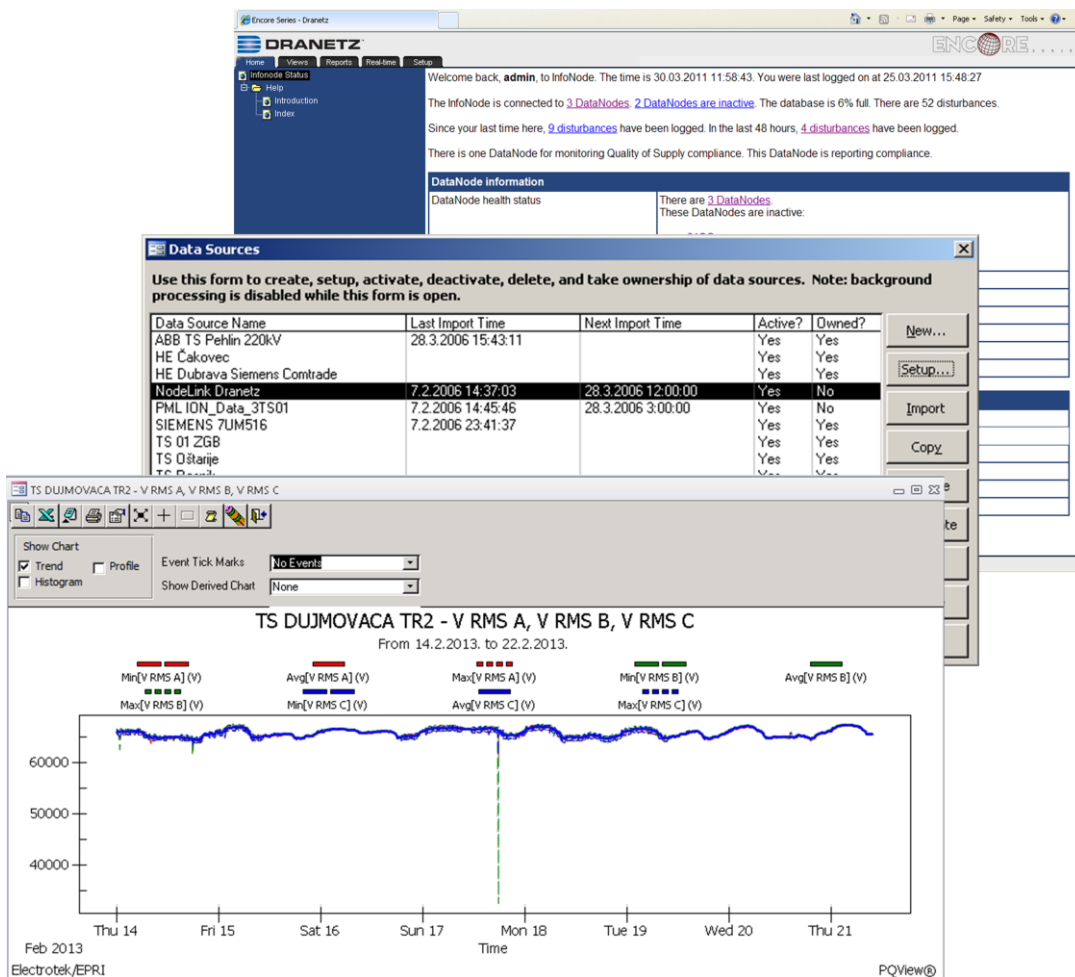 Encore Series - Dranetz
Page Safety Tools
DRANETZ
ENCORE.....
Home Views Reports Real-time Setup
Infonode Status
Help
Introduction
Index
Welcome back, admin, to InfoNode. The time is 30.03.2011 11:58:43. You were last logged on at 25.03.2011 15:48:27
The InfoNode is connected to 3 DataNodes. 2 DataNodes are inactive. The database is 6% full. There are 52 disturbances.
Since your last time here, 9 disturbances have been logged. In the last 48 hours, 4 disturbances have been logged.
There is one DataNode for monitoring Quality of Supply compliance. This DataNode is reporting compliance.
DataNode information
DataNode health status
There are 3 DataNodes.
These DataNodes are inactive:
Data Sources
Use this form to create, setup, activate, deactivate, delete, and take ownership of data sources. Note: background
processing is disabled while this form is open.
Data Source Name Last Import Time Next Import Time Active? Owned?
ABB TS Pehlin 220kV 28.3.2006 15:43:11 Yes Yes
HE Čakovec Yes Yes
HE Dubrava Siemens Comtrade Yes Yes
NodeLink Dranetz 7.2.2006 14:37:03 28.3.2006 12:00:00 Yes No
PML ION_Data_3TS01 7.2.2006 14:45:46 28.3.2006 3:00:00 Yes No
SIEMENS 7UM516 7.2.2006 23:41:37 Yes Yes
TS 01 ZGB Yes Yes
TS Oštarije Yes Yes
New...
Setup...
Import
Copy
TS DUJMOVACA TR2 - V RMS A, V RMS B, V RMS C
Show Chart
Trend Profile
Histogram
Event Tick Marks No Events
Show Derived Chart None
TS DUJMOVACA TR2 - V RMS A, V RMS B, V RMS C
From 14.2.2013. to 22.2.2013.
Min[V RMS A] (V) Avg[V RMS A] (V) Max[V RMS A] (V) Min[V RMS B] (V) Avg[V RMS B] (V)
Max[V RMS B] (V) Min[V RMS C] (V) Avg[V RMS C] (V) Max[V RMS C] (V)
60000
50000
40000
Thu 14 Fri 15 Sat 16 Sun 17 Mon 18 Tue 19 Wed 20 Thu 21
Feb 2013
Time
Electrotek/EPRI
PQView®